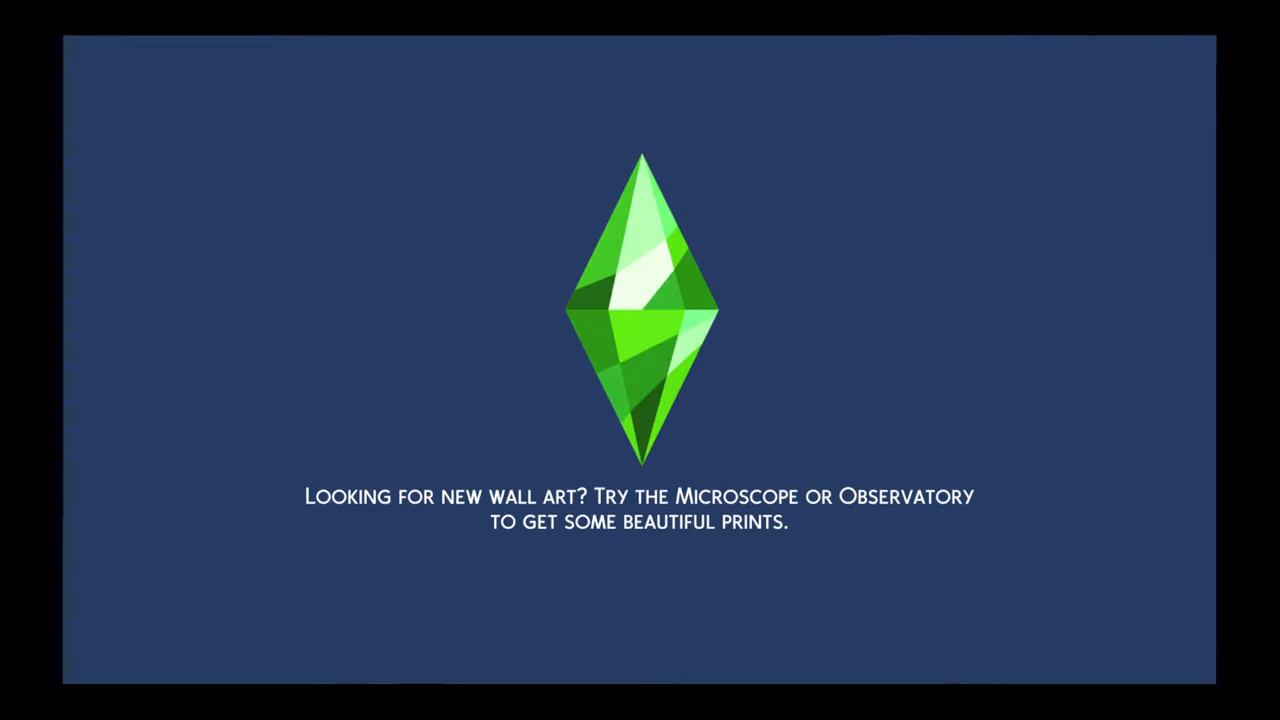 Looking for new wall art? Try the Microscope or Observatory
to get some beautiful prints.